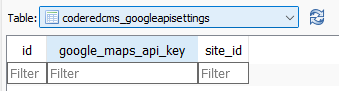 Table: coderedcms_googleapisettings
id google_maps_api_key site_id
Filter Filter Filter